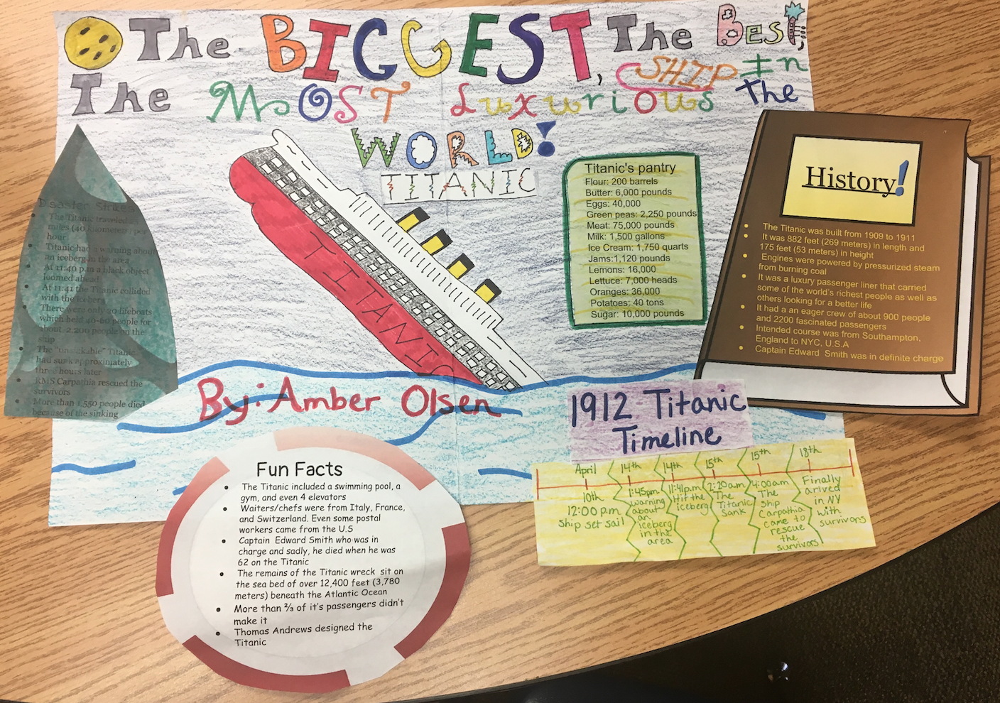 The BIGGEST, The Best,
The MOST Luxurious SHIP In The
WORLD!
TITANIC
TITANIC
Disaster Strikes
• The Titanic traveled 25
miles (40 kilometers) per
hour
• Titanic had a warning about
an iceberg in the area
• At 11:40 p.m a black object
loomed ahead
• At 11:41 the Titanic collided
with the iceberg
• There were only 20 lifeboats
which held 40-60 people for
about 2,200 people on the
ship
• The "unsinkable" Titanic
had sunk approximately
three hours later
• RMS Carpathia rescued the
survivors
• More than 1,550 people died
because of the sinking
Titanic's pantry
Flour: 200 barrels
Butter: 6,000 pounds
Eggs: 40,000
Green peas: 2,250 pounds
Meat: 75,000 pounds
Milk: 1,500 gallons
Ice Cream: 1,750 quarts
Jams:1,120 pounds
Lemons: 16,000
Lettuce: 7,000 heads
Oranges: 36,000
Potatoes: 40 tons
Sugar: 10,000 pounds
History!
• The Titanic was built from 1909 to 1911
• It was 882 feet (269 meters) in length and
175 feet (53 meters) in height
• Engines were powered by pressurized steam
from burning coal
• It was a luxury passenger liner that carried
some of the world's richest people as well as
others looking for a better life
• It had a an eager crew of about 900 people
and 2200 fascinated passengers
• Intended course was from Southampton,
England to NYC, U.S.A
• Captain Edward Smith was in definite charge
By: Amber Olsen
1912 Titanic
Timeline
April
10th
12:00 p.m
Ship set sail
14th
1:45pm
warning
about
an
iceberg
in the
area
14th
11:41p.m
Hit the
iceberg
15th
2:20am
The
Titanic
Sank
15th
4:00am
The
Ship
Carpathia
came to
rescue
the
survivors!
18th
Finally
arived
in NY
with
survivors
Fun Facts
• The Titanic included a swimming pool, a
gym, and even 4 elevators
• Waiters/chefs were from Italy, France,
and Switzerland. Even some postal
workers came from the U.S
• Captain Edward Smith who was in
charge and sadly, he died when he was
62 on the Titanic
• The remains of the Titanic wreck sit on
the sea bed of over 12,400 feet (3,780
meters) beneath the Atlantic Ocean
• More than ⅔ of it's passengers didn't
make it
• Thomas Andrews designed the
Titanic